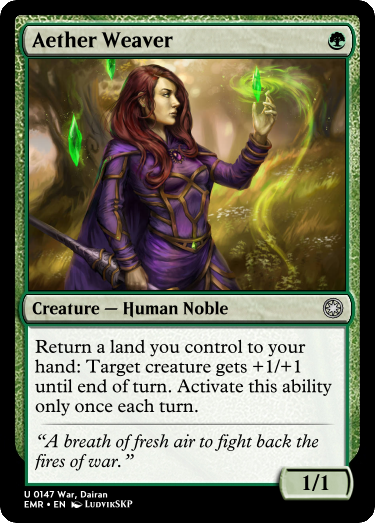 Aether Weaver
Creature — Human Noble
Return a land you control to your
hand: Target creature gets +1/+1
until end of turn. Activate this ability
only once each turn.
“A breath of fresh air to fight back the
fires of war.”
1/1
U 0147 War, Dairan
EMR • EN LudvikSKP